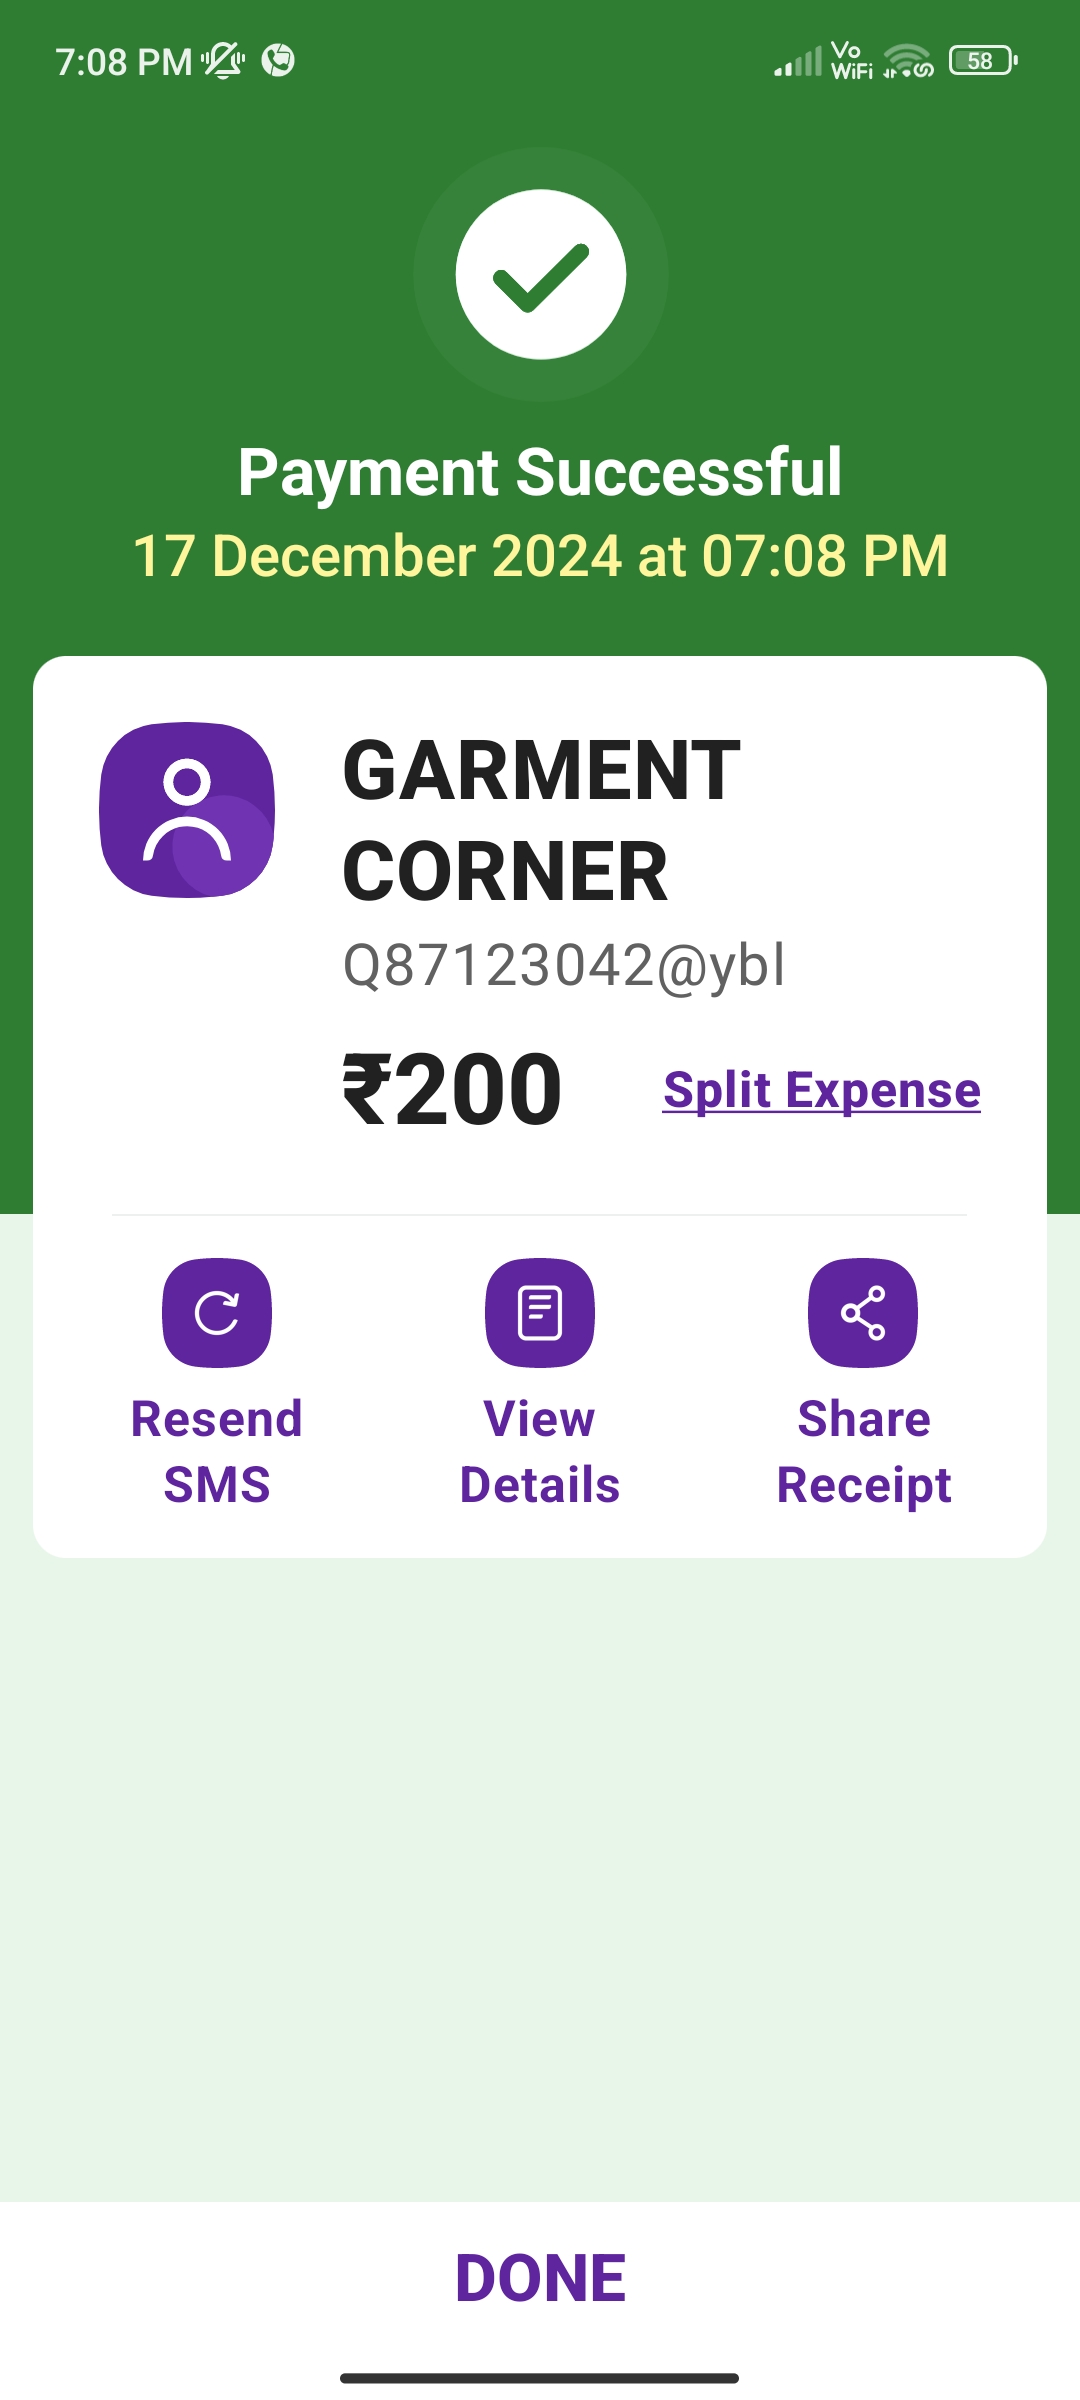 7:08 PM
Vo
WiFi
58
Payment Successful
17 December 2024 at 07:08 PM
GARMENT
CORNER
Q87123042@ybl
₹200
Split Expense
Resend
SMS
View
Details
Share
Receipt
DONE